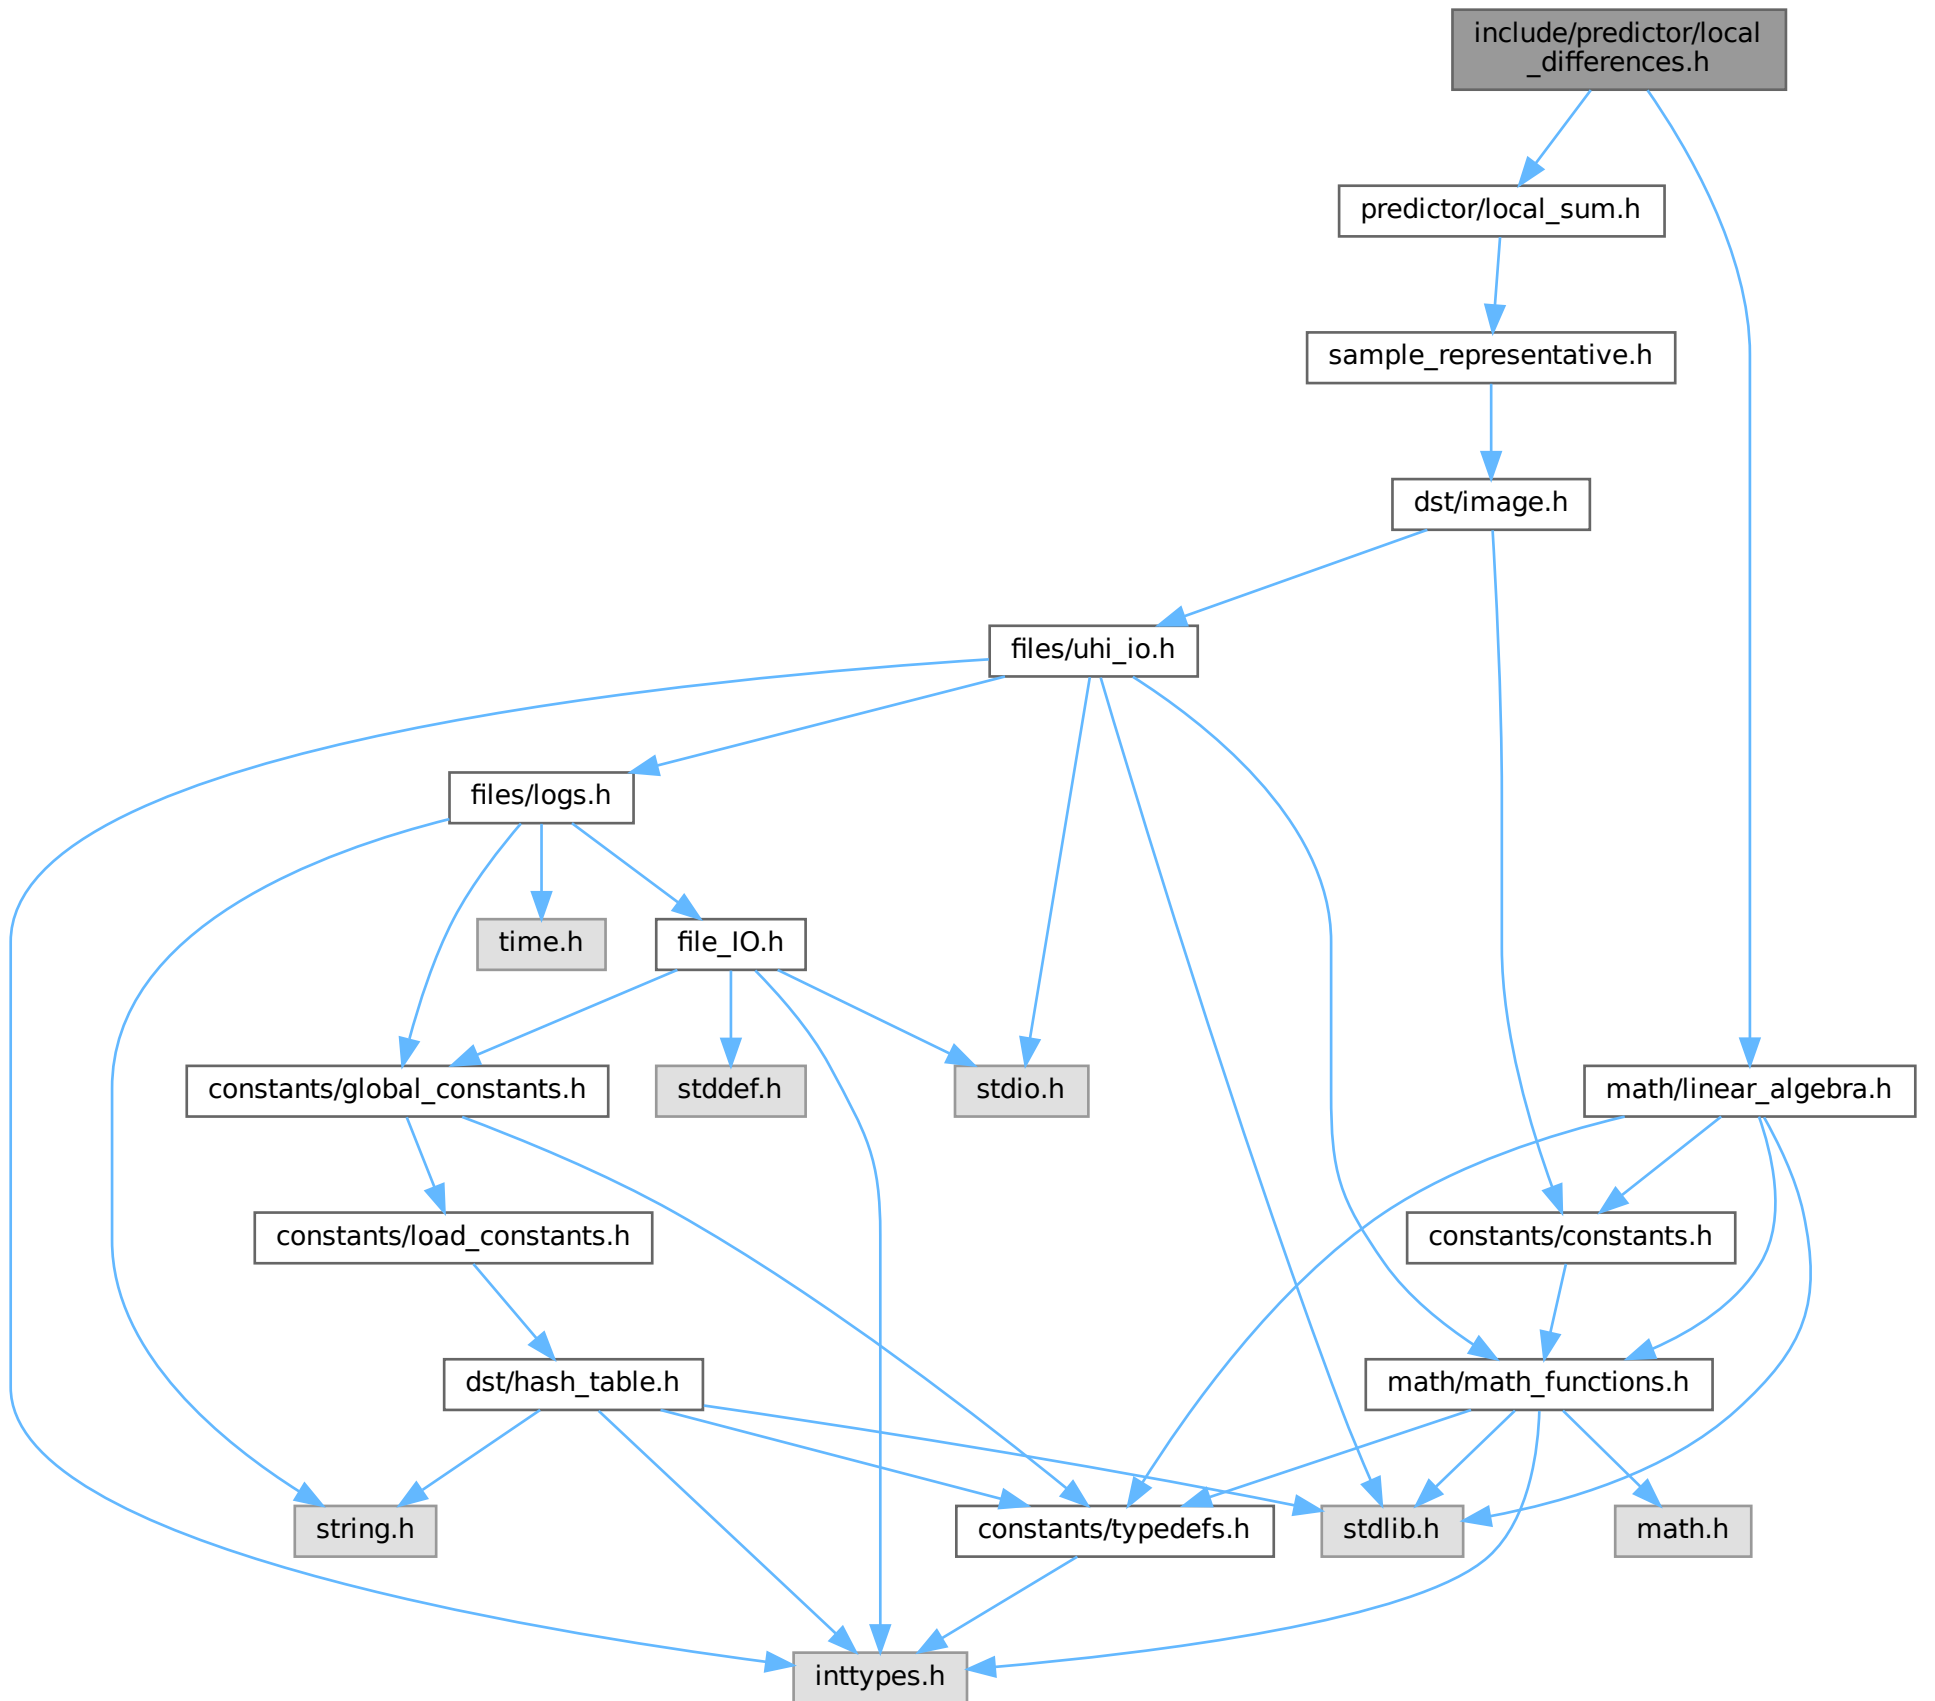 include/predictor/local
_differences.h
predictor/local_sum.h
sample_representative.h
dst/image.h
files/uhi_io.h
files/logs.h
time.h
file_IO.h
constants/global_constants.h
stddef.h
stdio.h
math/linear_algebra.h
constants/load_constants.h
constants/constants.h
dst/hash_table.h
math/math_functions.h
string.h
constants/typedefs.h
stdlib.h
math.h
inttypes.h